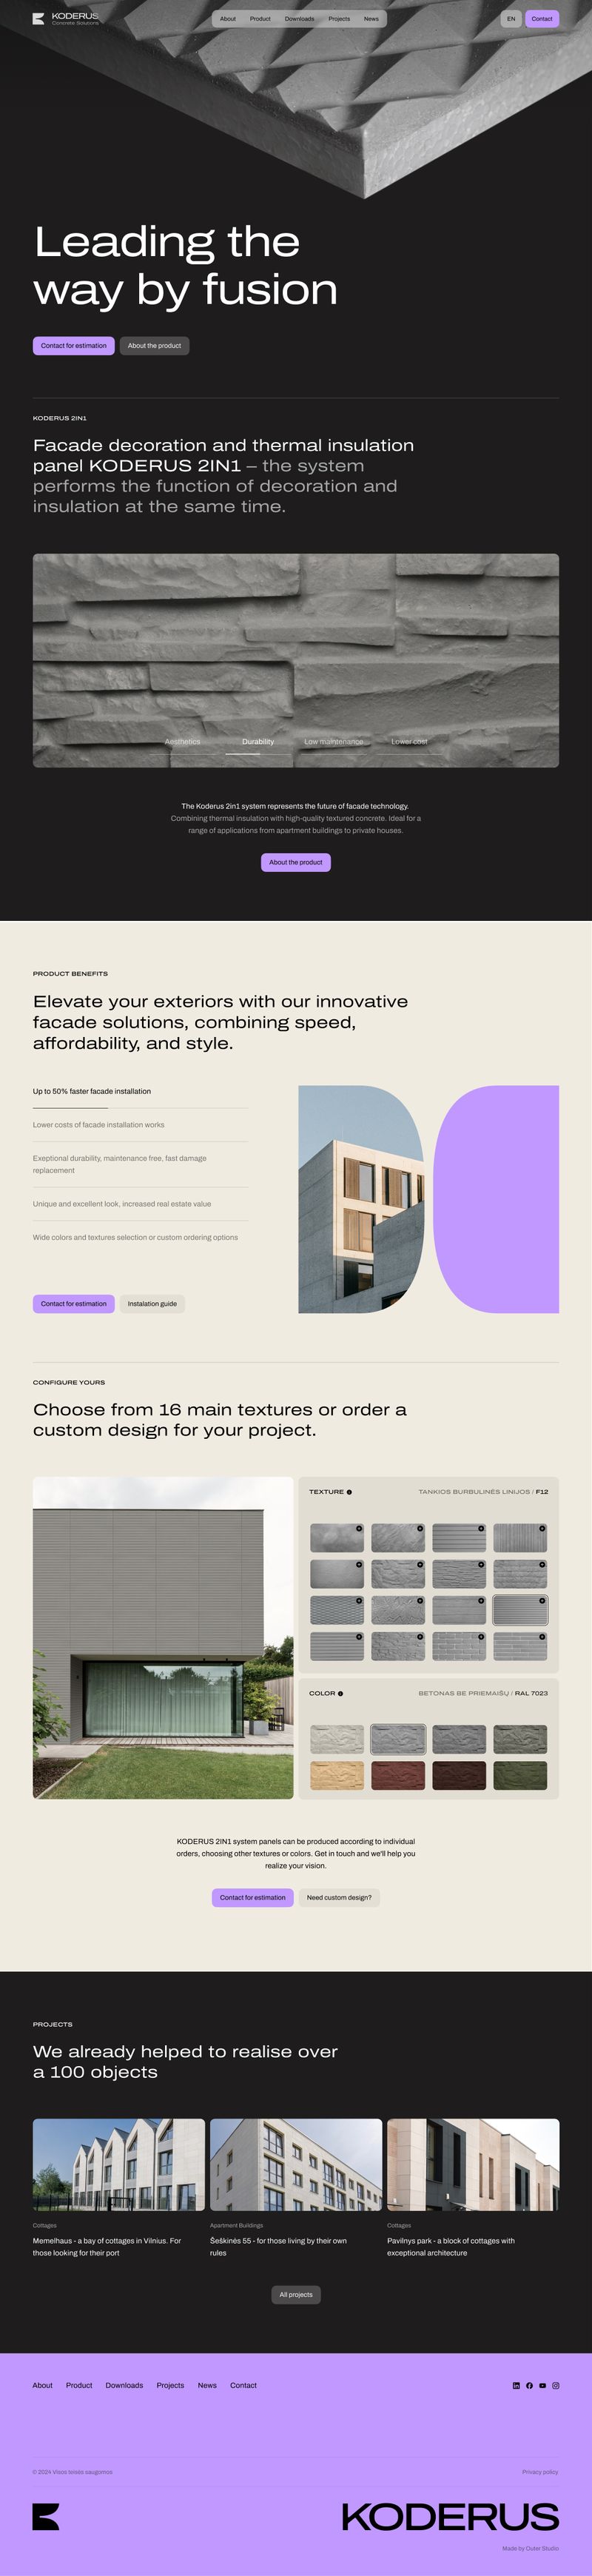 KODERUS
Concrete Solutions
About Product Downloads Projects News
EN Contact
Leading the
way by fusion
Contact for estimation About the product
KODERUS 2IN1
Facade decoration and thermal insulation
panel KODERUS 2IN1 – the system
performs the function of decoration and
insulation at the same time.
Aesthetics Durability Low maintenance Lower cost
The Koderus 2in1 system represents the future of facade technology.
Combining thermal insulation with high-quality textured concrete. Ideal for a
range of applications from apartment buildings to private houses.
About the product
PRODUCT BENEFITS
Elevate your exteriors with our innovative
facade solutions, combining speed,
affordability, and style.
Up to 50% faster facade installation
Lower costs of facade installation works
Exeptional durability, maintenance free, fast damage
replacement
Unique and excellent look, increased real estate value
Wide colors and textures selection or custom ordering options
Contact for estimation Instalation guide
CONFIGURE YOURS
Choose from 16 main textures or order a
custom design for your project.
TEXTURE TANKIOS BURBULINĖS LINIJOS / F12
COLOR BETONAS BE PRIEMAIŠŲ / RAL 7023
KODERUS 2IN1 system panels can be produced according to individual
orders, choosing other textures or colors. Get in touch and we'll help you
realize your vision.
Contact for estimation Need custom design?
PROJECTS
We already helped to realise over
a 100 objects
Cottages
Memelhaus - a bay of cottages in Vilnius. For
those looking for their port
Apartment Buildings
Šeškinės 55 - for those living by their own
rules
Cottages
Pavilnys park - a block of cottages with
exceptional architecture
All projects
About Product Downloads Projects News Contact
© 2024 Visos teisės saugomos
Privacy policy
KODERUS
Made by Outer Studio